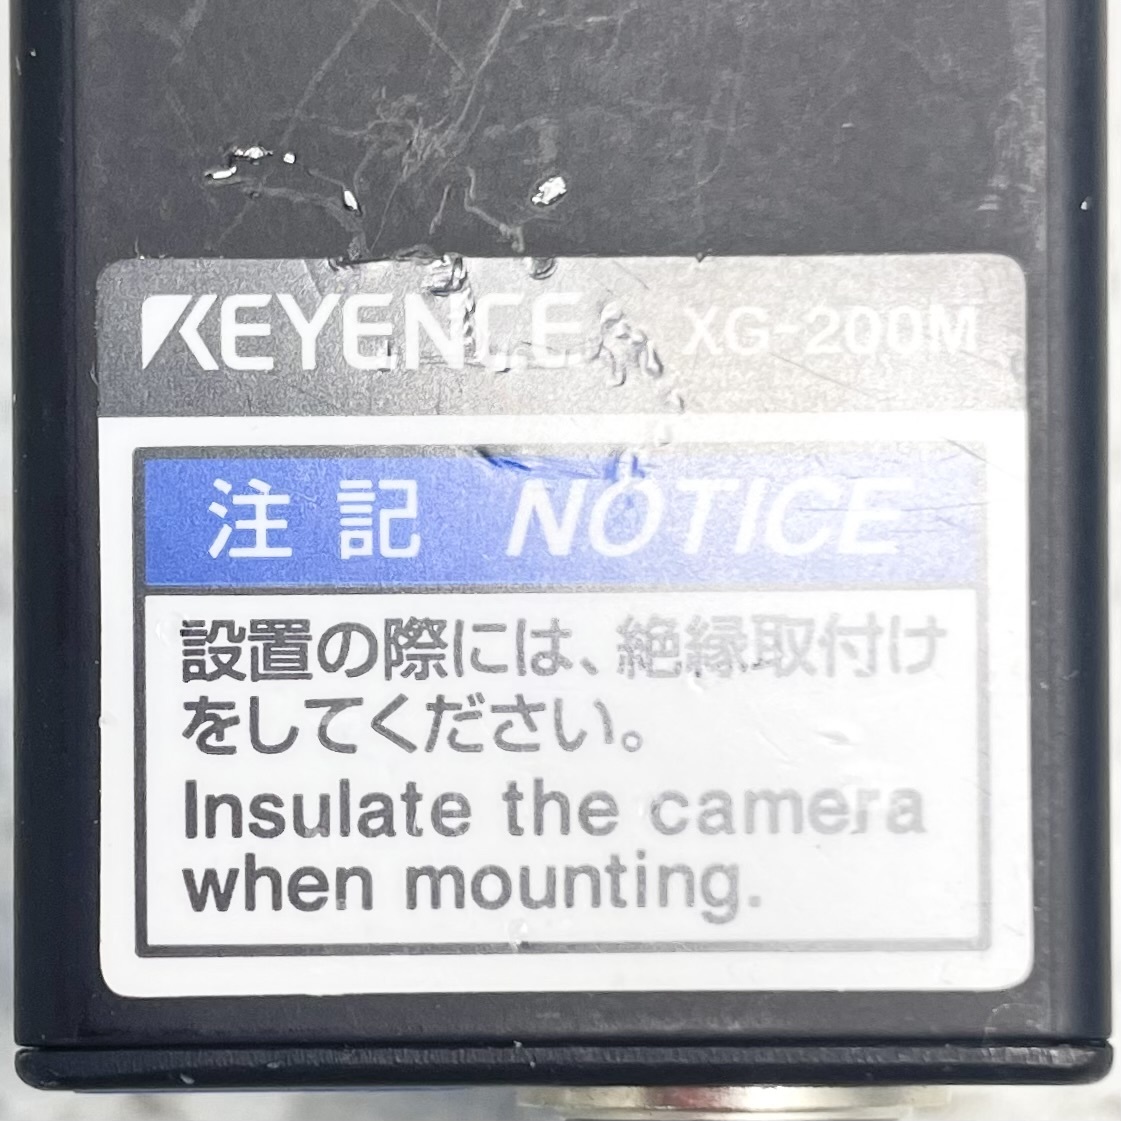 KEYENCE XG-200M
注記 NOTICE
設置の際には、絶縁取付け
をしてください。
Insulate the camera
when mounting.